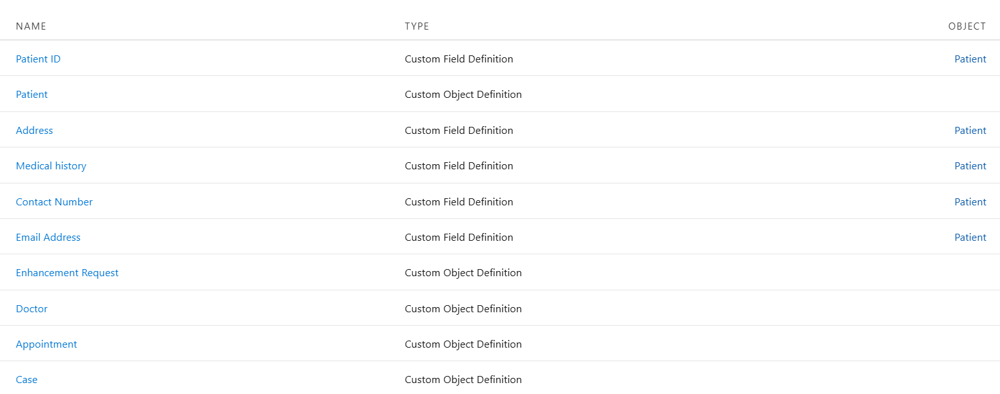 NAME TYPE OBJECT
Patient ID Custom Field Definition Patient
Patient Custom Object Definition
Address Custom Field Definition Patient
Medical history Custom Field Definition Patient
Contact Number Custom Field Definition Patient
Email Address Custom Field Definition Patient
Enhancement Request Custom Object Definition
Doctor Custom Object Definition
Appointment Custom Object Definition
Case Custom Object Definition